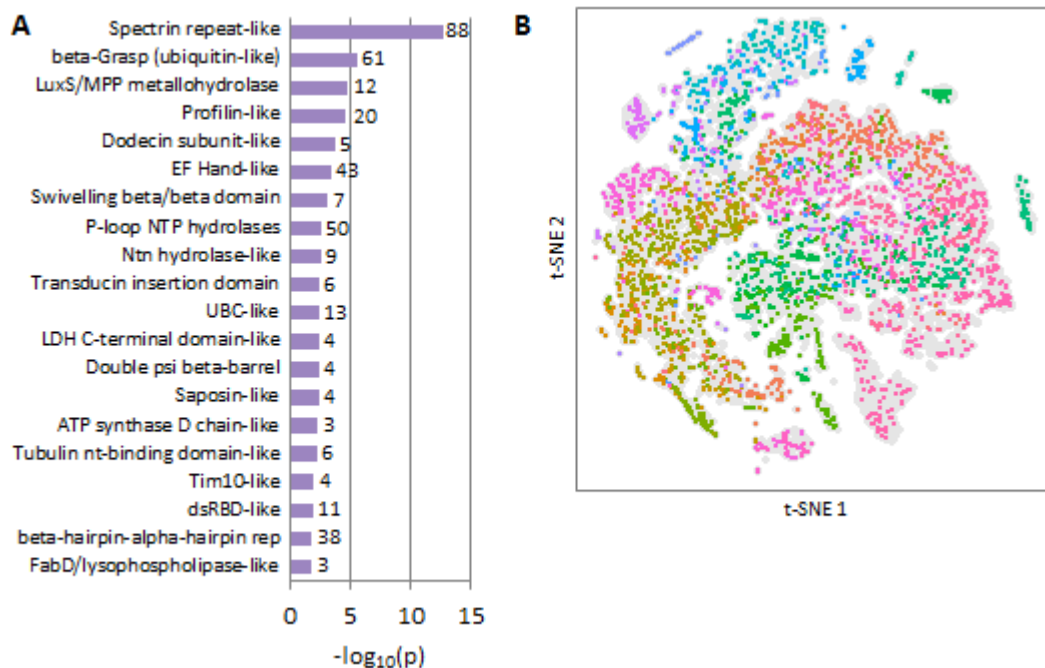 A
Spectrin repeat-like 88
beta-Grasp (ubiquitin-like) 61
LuxS/MPP metallohydrolase 12
Profilin-like 20
Dodecin subunit-like 5
EF Hand-like 43
Swivelling beta/beta domain 7
P-loop NTP hydrolases 50
Ntn hydrolase-like 9
Transducin insertion domain 6
UBC-like 13
LDH C-terminal domain-like 4
Double psi beta-barrel 4
Saposin-like 4
ATP synthase D chain-like 3
Tubulin nt-binding domain-like 6
Tim10-like 4
dsRBD-like 11
beta-hairpin-alpha-hairpin rep 38
FabD/lysophospholipase-like 3
0 5 10 15
-log₁₀(p)
B
t-SNE 2
t-SNE 1